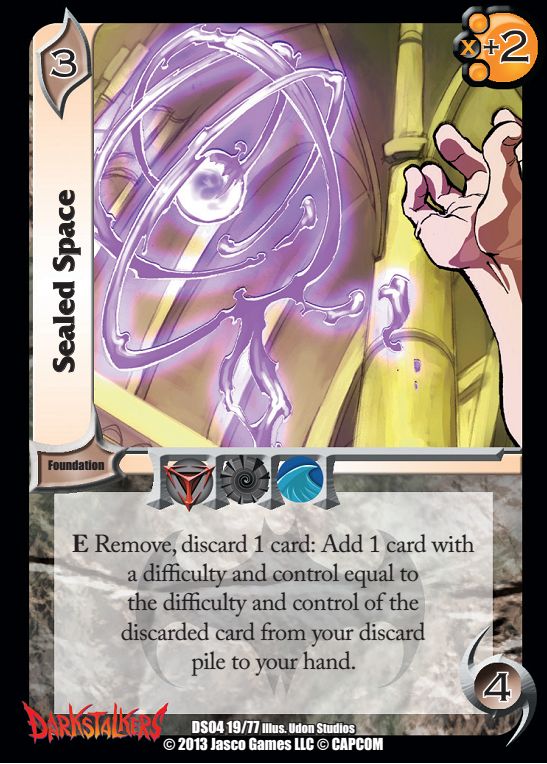 3
x+2
Sealed Space
Foundation
E Remove, discard 1 card: Add 1 card with
a difficulty and control equal to
the difficulty and control of the
discarded card from your discard
pile to your hand.
4
DARKSTALKERS
DS04 19/77 illus. Udon Studios
© 2013 Jasco Games LLC © CAPCOM